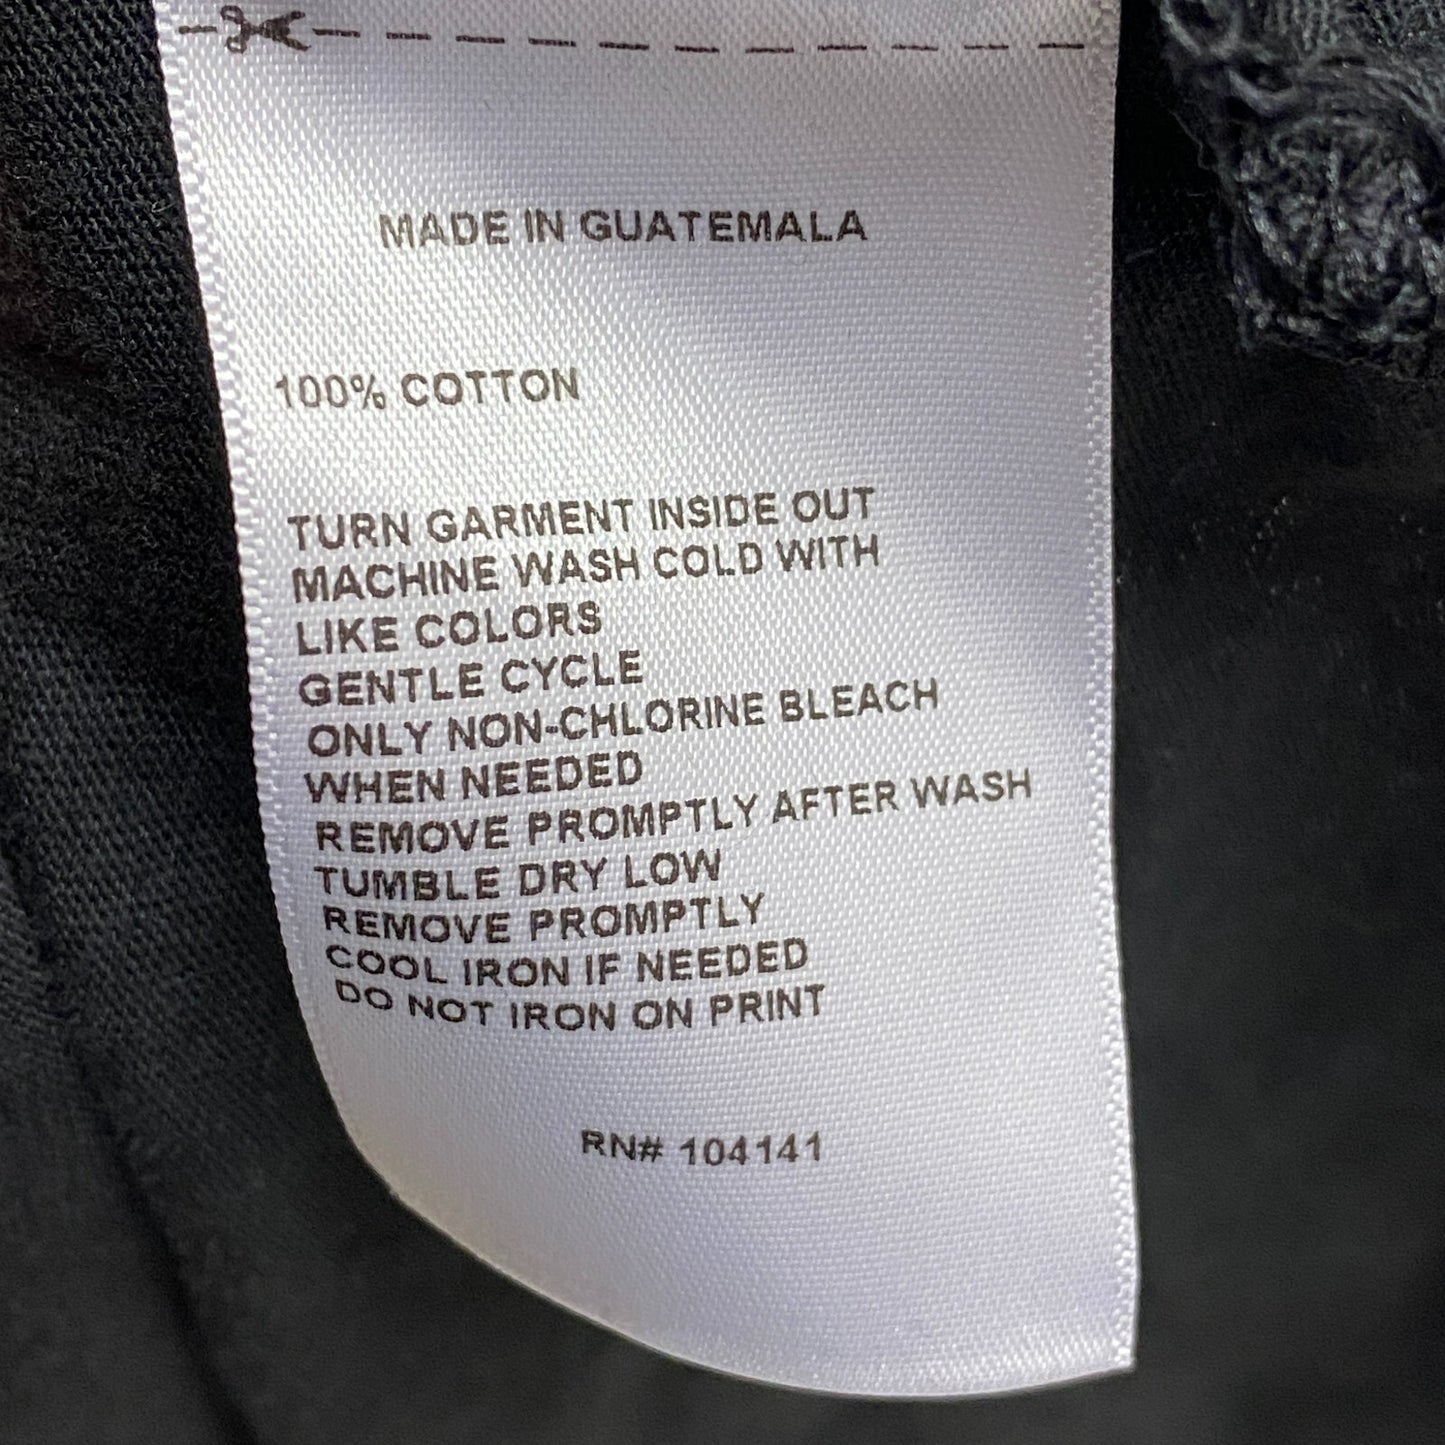 MADE IN GUATEMALA
100% COTTON
TURN GARMENT INSIDE OUT
MACHINE WASH COLD WITH
LIKE COLORS
GENTLE CYCLE
ONLY NON-CHLORINE BLEACH
WHEN NEEDED
REMOVE PROMPTLY AFTER WASH
TUMBLE DRY LOW
REMOVE PROMPTLY
COOL IRON IF NEEDED
DO NOT IRON ON PRINT
RN# 104141